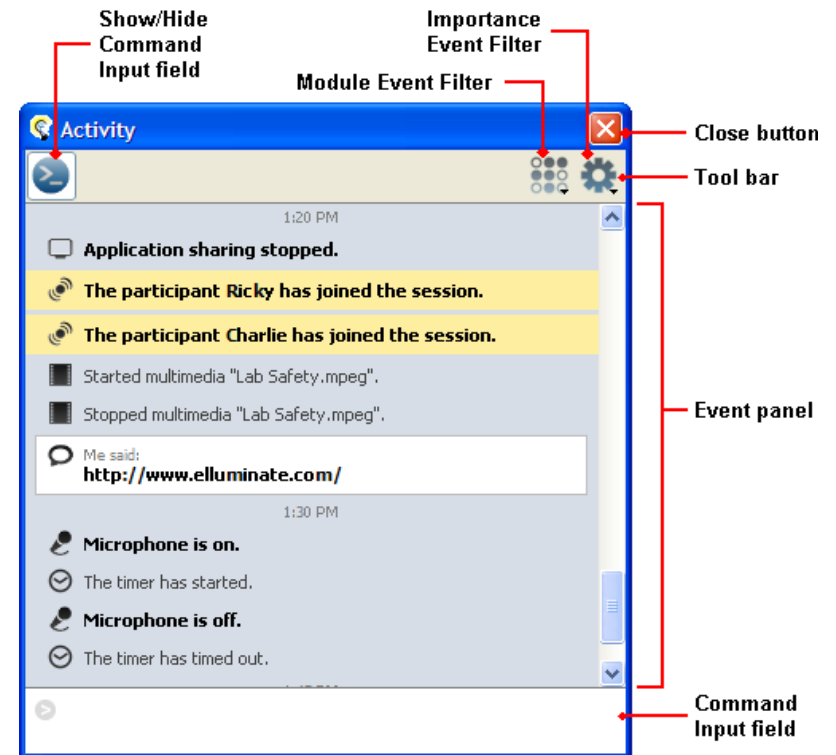 Show/Hide
Command
Input field
Importance
Event Filter
Module Event Filter
Activity
Close button
Tool bar
1:20 PM
Application sharing stopped.
The participant Ricky has joined the session.
The participant Charlie has joined the session.
Started multimedia "Lab Safety.mpeg".
Stopped multimedia "Lab Safety.mpeg".
Event panel
Me said:
http://www.elluminate.com/
1:30 PM
Microphone is on.
The timer has started.
Microphone is off.
The timer has timed out.
Command
Input field